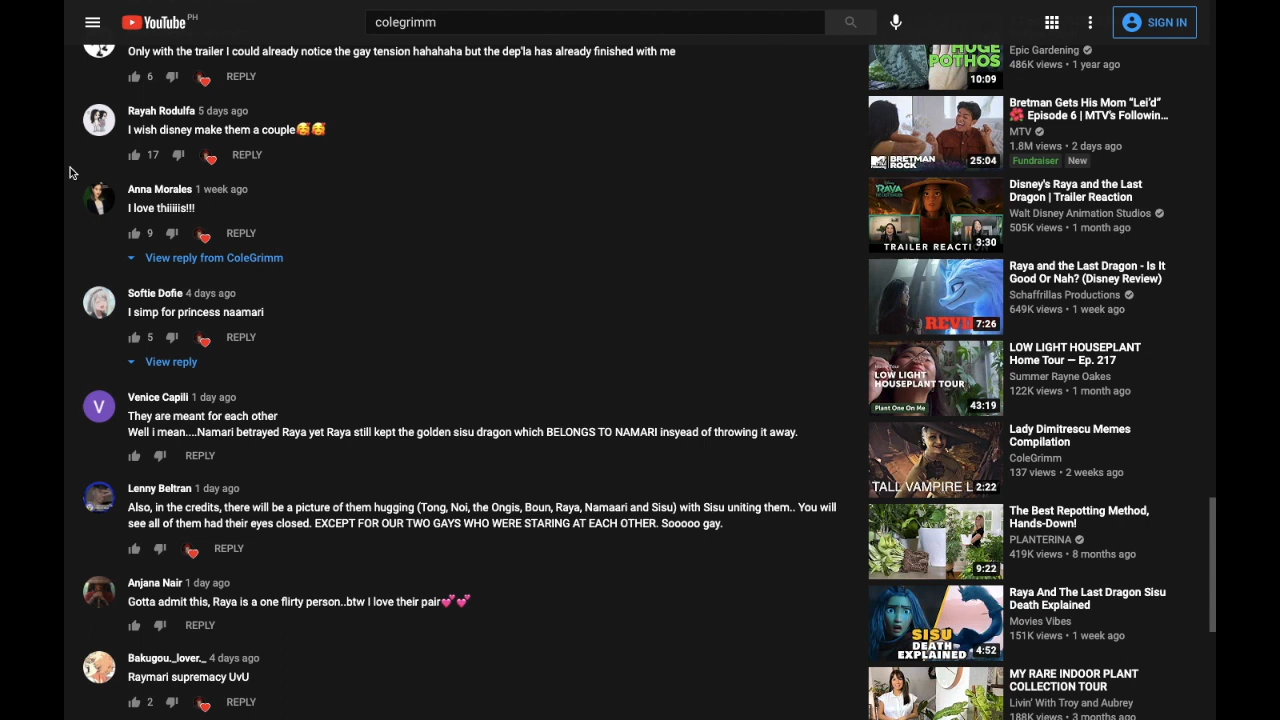 YouTube PH
colegrimm
SIGN IN
Only with the trailer I could already notice the gay tension hahahaha but the dep'la has already finished with me
6 REPLY
Rayah Rodulfa 5 days ago
I wish disney make them a couple🥰🥰
17 REPLY
Anna Morales 1 week ago
I love thiiiiis!!!
9 REPLY
View reply from ColeGrimm
Softie Dofie 4 days ago
I simp for princess naamari
5 REPLY
View reply
V
Venice Capili 1 day ago
They are meant for each other
Well i mean....Namari betrayed Raya yet Raya still kept the golden sisu dragon which BELONGS TO NAMARI insyead of throwing it away.
REPLY
Lenny Beltran 1 day ago
Also, in the credits, there will be a picture of them hugging (Tong, Noi, the Ongis, Boun, Raya, Namaari and Sisu) with Sisu uniting them.. You will
see all of them had their eyes closed. EXCEPT FOR OUR TWO GAYS WHO WERE STARING AT EACH OTHER. Sooooo gay.
REPLY
Anjana Nair 1 day ago
Gotta admit this, Raya is a one flirty person..btw I love their pair💕💕
REPLY
Bakugou._lover._ 4 days ago
Raymari supremacy UvU
2 REPLY
HUGE
POTHOS
10:09
Epic Gardening
486K views • 1 year ago
MTV BRETMAN
ROCK
25:04
Bretman Gets His Mom “Lei’d”
🌺 Episode 6 | MTV's Followin...
MTV
1.8M views • 2 days ago
Fundraiser New
RAYA
TRAILER REACTI
3:30
Disney's Raya and the Last
Dragon | Trailer Reaction
Walt Disney Animation Studios
505K views • 1 month ago
7:26
Raya and the Last Dragon - Is It
Good Or Nah? (Disney Review)
Schaffrillas Productions
649K views • 1 week ago
LOW LIGHT
HOUSEPLANT TOUR
Plant One On Me
43:19
LOW LIGHT HOUSEPLANT
Home Tour — Ep. 217
Summer Rayne Oakes
122K views • 1 month ago
TALL VAMPIRE L
2:22
Lady Dimitrescu Memes
Compilation
ColeGrimm
137 views • 2 weeks ago
9:22
The Best Repotting Method,
Hands-Down!
PLANTERINA
419K views • 8 months ago
SISU
DEATH
EXPLAINED
4:52
Raya And The Last Dragon Sisu
Death Explained
Movies Vibes
151K views • 1 week ago
MY RARE INDOOR PLANT
COLLECTION TOUR
Livin' With Troy and Aubrey
188K views • 3 months ago